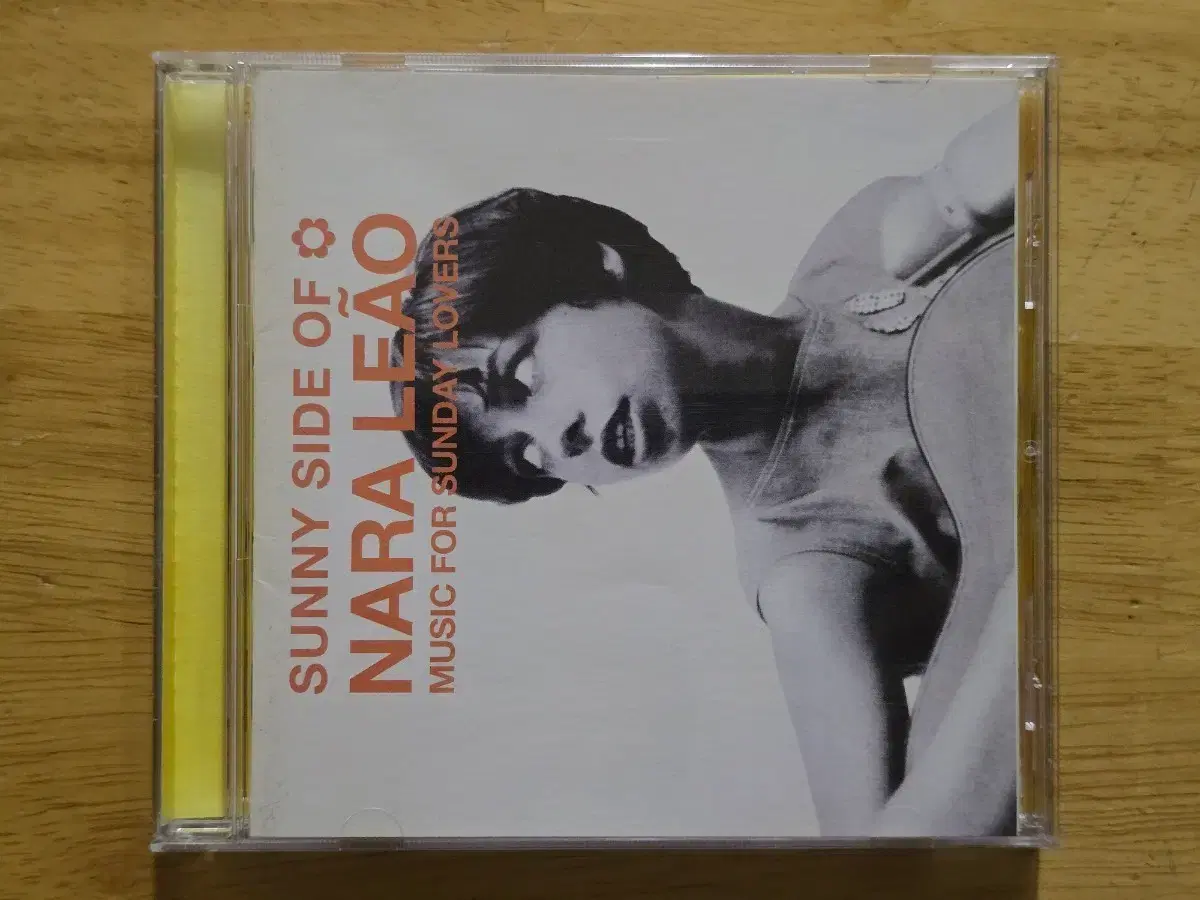 SUNNY SIDE OF
NARA LEÃO
MUSIC FOR SUNDAY LOVERS